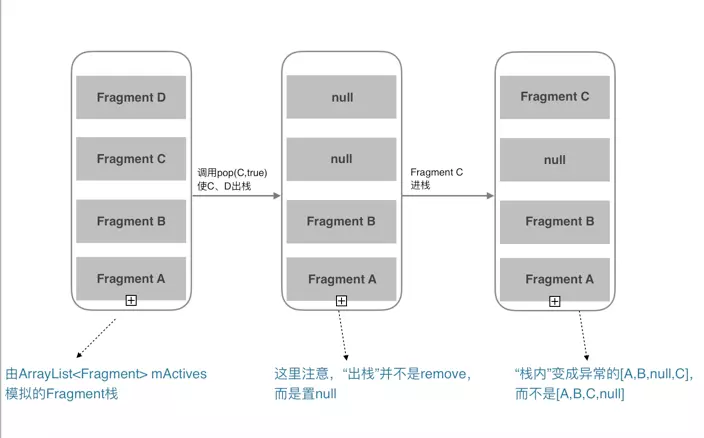 Fragment D
Fragment C
Fragment B
Fragment A
调用pop(C,true)
使C、D出栈
null
null
Fragment B
Fragment A
Fragment C
进栈
Fragment C
null
Fragment B
Fragment A
由ArrayList<Fragment> mActives
模拟的Fragment栈
这里注意，“出栈”并不是remove，
而是置null
“栈内”变成异常的[A,B,null,C]，
而不是[A,B,C,null]